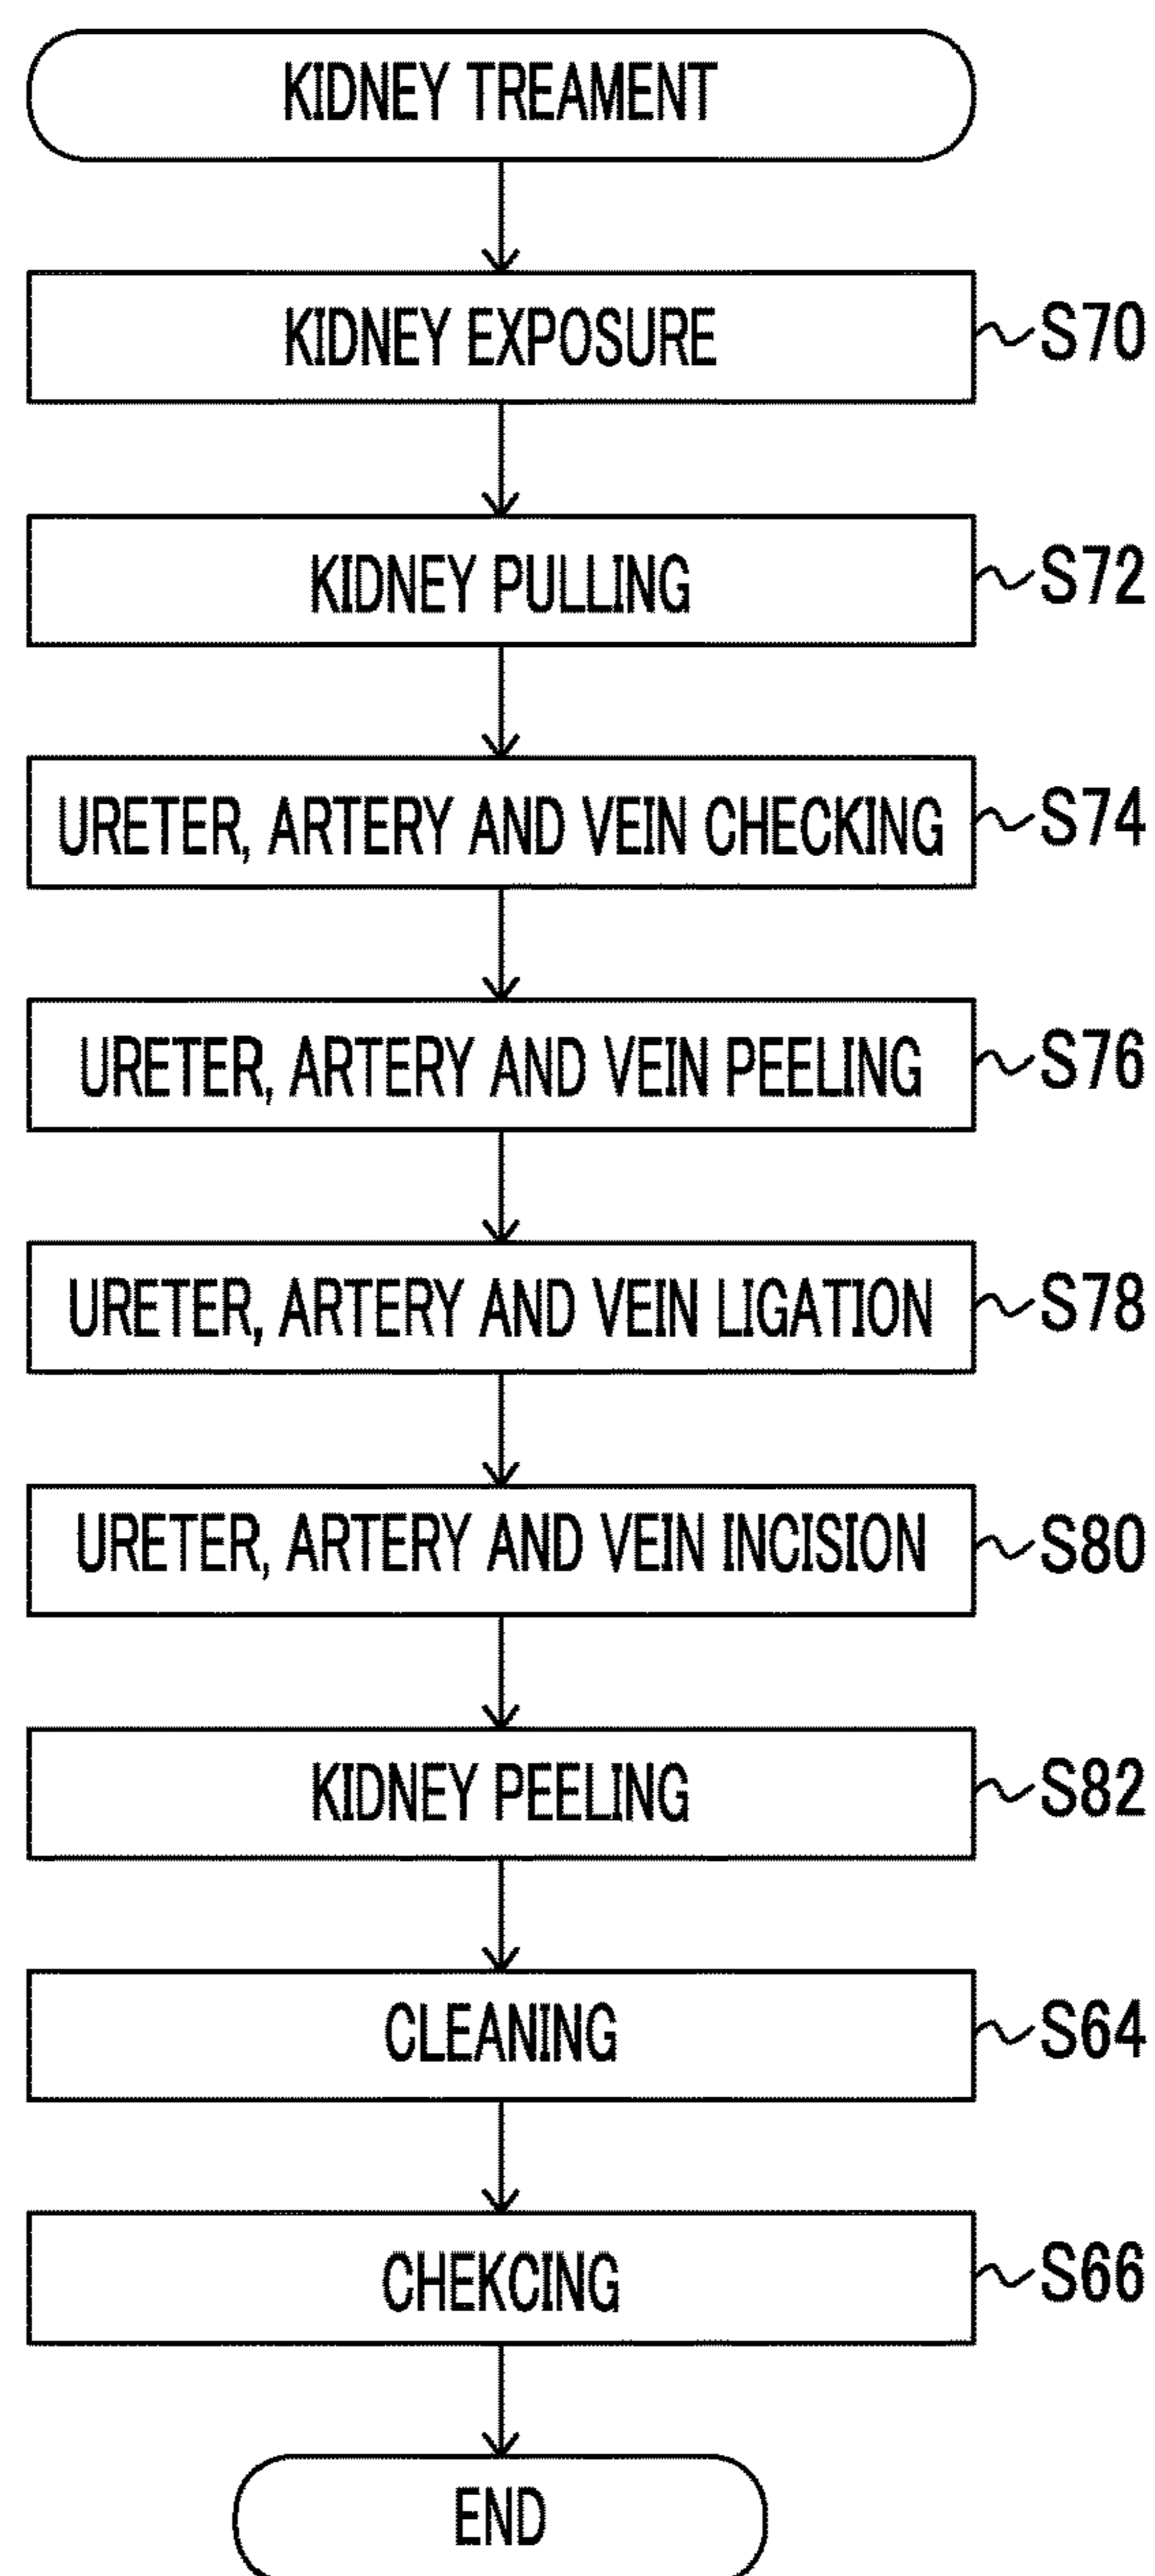 KIDNEY TREAMENT
KIDNEY EXPOSURE
S70
KIDNEY PULLING
S72
URETER, ARTERY AND VEIN CHECKING
S74
URETER, ARTERY AND VEIN PEELING
S76
URETER, ARTERY AND VEIN LIGATION
S78
URETER, ARTERY AND VEIN INCISION
S80
KIDNEY PEELING
S82
CLEANING
S64
CHEKCING
S66
END